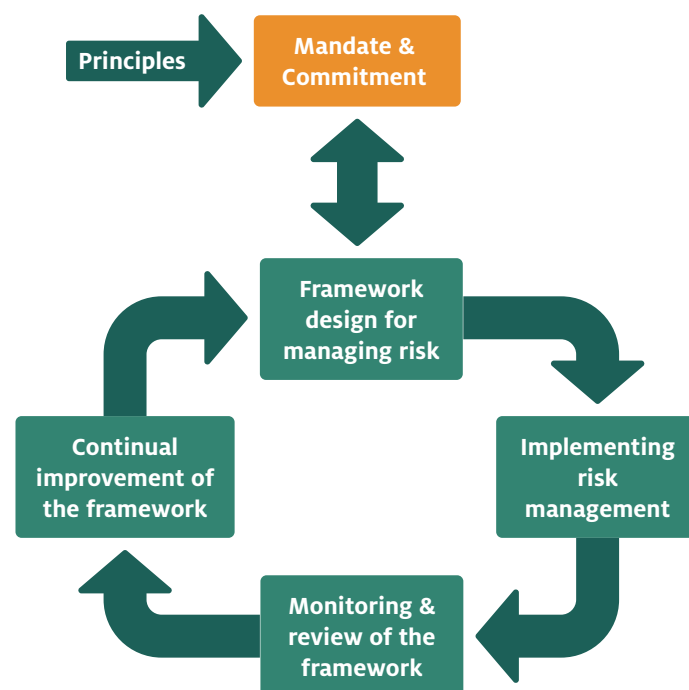 Principles
Mandate &
Commitment
Framework
design for
managing risk
Continual
improvement of
the framework
Implementing
risk
management
Monitoring &
review of the
framework